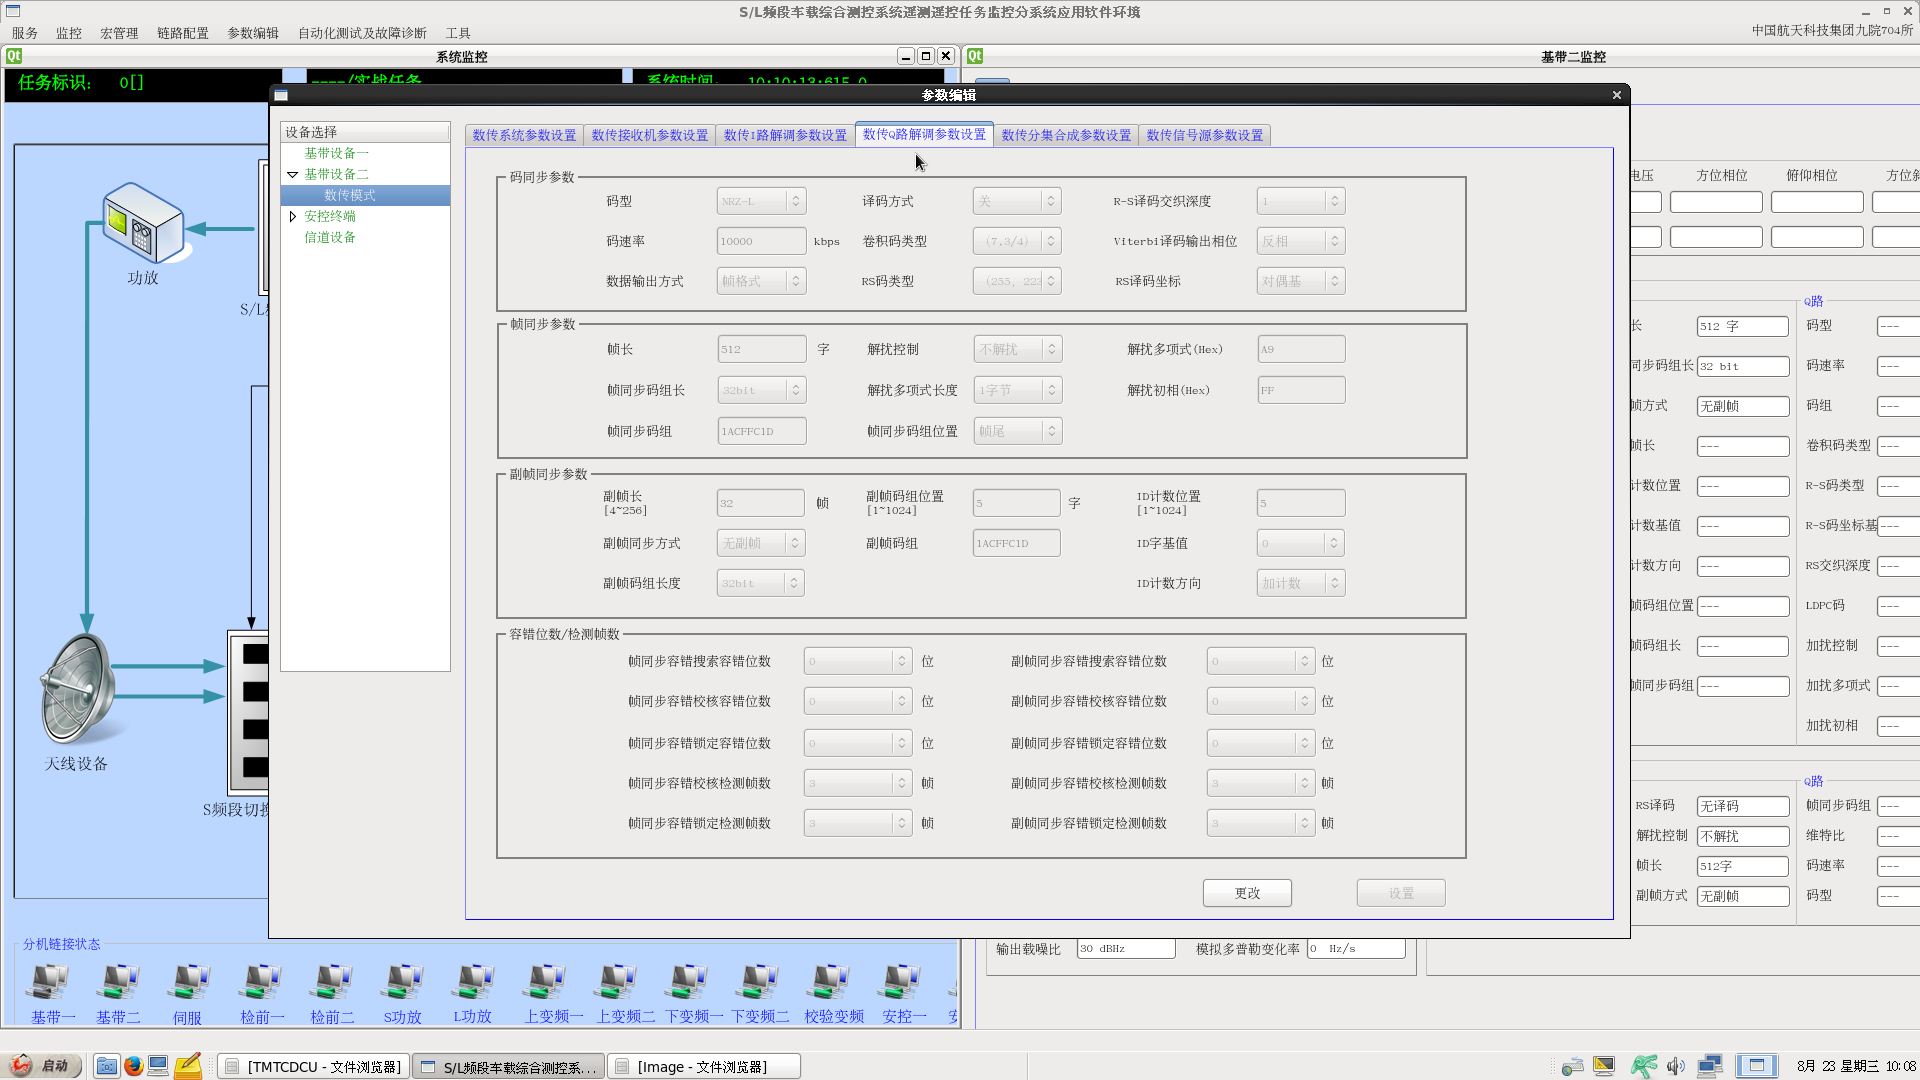 S/L频段车载综合测控系统遥测遥控任务监控分系统应用软件环境
服务 监控 宏管理 链路配置 参数编辑 自动化测试及故障诊断 工具
中国航天科技集团九院704所
系统监控
基带二监控
任务标识: 0[]
----/实战任务
系统时间: 10:10:13:615.0
参数编辑
设备选择
基带设备一
基带设备二
数传模式
安控终端
信道设备
数传系统参数设置 数传接收机参数设置 数传I路解调参数设置 数传Q路解调参数设置 数传分集合成参数设置 数传信号源参数设置
码同步参数
码型 NRZ-L 译码方式 关 R-S译码交织深度 1
码速率 10000 kbps 卷积码类型 (7,3/4) Viterbi译码输出相位 反相
数据输出方式 帧格式 RS码类型 (255, 223 RS译码坐标 对偶基
帧同步参数
帧长 512 字 解扰控制 不解扰 解扰多项式(Hex) A9
帧同步码组长 32bit 解扰多项式长度 1字节 解扰初相(Hex) FF
帧同步码组 1ACFFC1D 帧同步码组位置 帧尾
副帧同步参数
副帧长 [4~256] 32 帧 副帧码组位置 [1~1024] 5 字 ID计数位置 [1~1024] 5
副帧同步方式 无副帧 副帧码组 1ACFFC1D ID字基值 0
副帧码组长度 32bit ID计数方向 加计数
容错位数/检测帧数
帧同步容错搜索容错位数 0 位 副帧同步容错搜索容错位数 0 位
帧同步容错校核容错位数 0 位 副帧同步容错校核容错位数 0 位
帧同步容错锁定容错位数 0 位 副帧同步容错锁定容错位数 0 位
帧同步容错校核检测帧数 3 帧 副帧同步容错校核检测帧数 3 帧
帧同步容错锁定检测帧数 3 帧 副帧同步容错锁定检测帧数 3 帧
更改 设置
功放
S/L
天线设备
S频段切换
电压 方位相位 俯仰相位 方位
Q路
长 512 字 码型 ---
同步码组长 32 bit 码速率 ---
帧方式 无副帧 码组 ---
帧长 --- 卷积码类型 ---
计数位置 --- R-S码类型 ---
计数基值 --- R-S码坐标基 ---
计数方向 --- RS交织深度 ---
帧码组位置 --- LDPC码 ---
帧码组长 --- 加扰控制 ---
帧同步码组 --- 加扰多项式 ---
加扰初相 ---
Q路
RS译码 无译码 帧同步码组 ---
解扰控制 不解扰 维特比 ---
帧长 512字 码速率 ---
副帧方式 无副帧 码型 ---
输出载噪比 30 dBHz 模拟多普勒变化率 0 Hz/s
分机链接状态
基带一 基带二 伺服 检前一 检前二 S功放 L功放 上变频一 上变频二 下变频一 下变频二 校验变频 安控一
启动 [TMTCDCU - 文件浏览器] S/L频段车载综合测控系... [Image - 文件浏览器] 8月 23 星期三 10:08